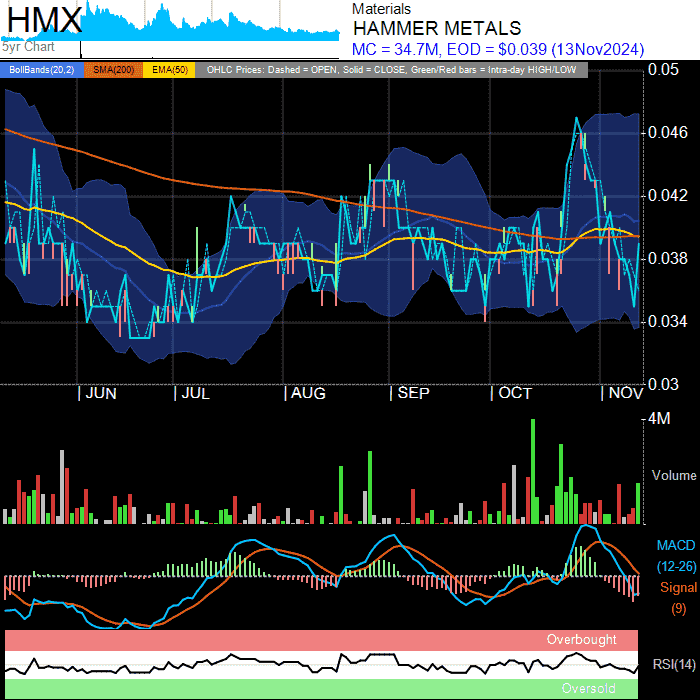 HMX
5yr Chart
Materials
HAMMER METALS
MC = 34.7M, EOD = $0.039 (13Nov2024)
BollBands(20,2) SMA(200) EMA(50) OHLC Prices: Dashed = OPEN, Solid = CLOSE, Green/Red bars = Intra-day HIGH/LOW
0.05
0.046
0.042
0.038
0.034
0.03
JUN JUL AUG SEP OCT NOV
4M
Volume
MACD
(12-26)
Signal
(9)
Overbought
RSI(14)
Oversold